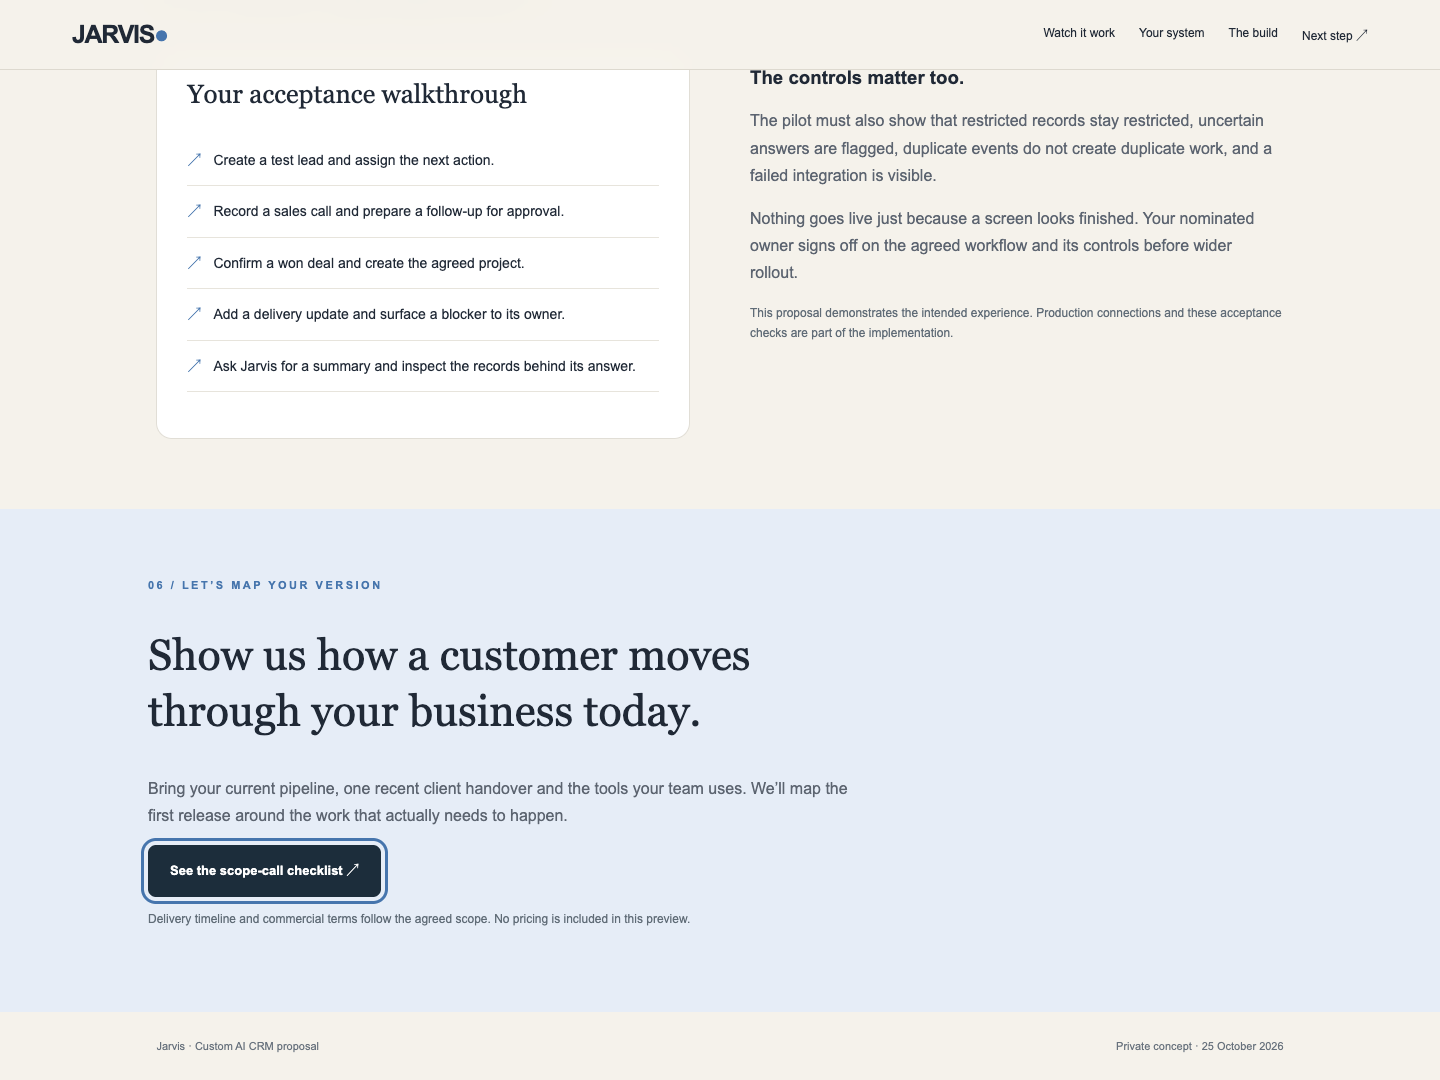 JARVIS
Watch it work
Your system
The build
Next step ↗
Your acceptance walkthrough
↗ Create a test lead and assign the next action.
↗ Record a sales call and prepare a follow-up for approval.
↗ Confirm a won deal and create the agreed project.
↗ Add a delivery update and surface a blocker to its owner.
↗ Ask Jarvis for a summary and inspect the records behind its answer.
The controls matter too.
The pilot must also show that restricted records stay restricted, uncertain
answers are flagged, duplicate events do not create duplicate work, and a
failed integration is visible.
Nothing goes live just because a screen looks finished. Your nominated
owner signs off on the agreed workflow and its controls before wider
rollout.
This proposal demonstrates the intended experience. Production connections and these acceptance
checks are part of the implementation.
06 / LET'S MAP YOUR VERSION
Show us how a customer moves
through your business today.
Bring your current pipeline, one recent client handover and the tools your team uses. We’ll map the
first release around the work that actually needs to happen.
See the scope-call checklist ↗
Delivery timeline and commercial terms follow the agreed scope. No pricing is included in this preview.
Jarvis · Custom AI CRM proposal
Private concept · 25 October 2026